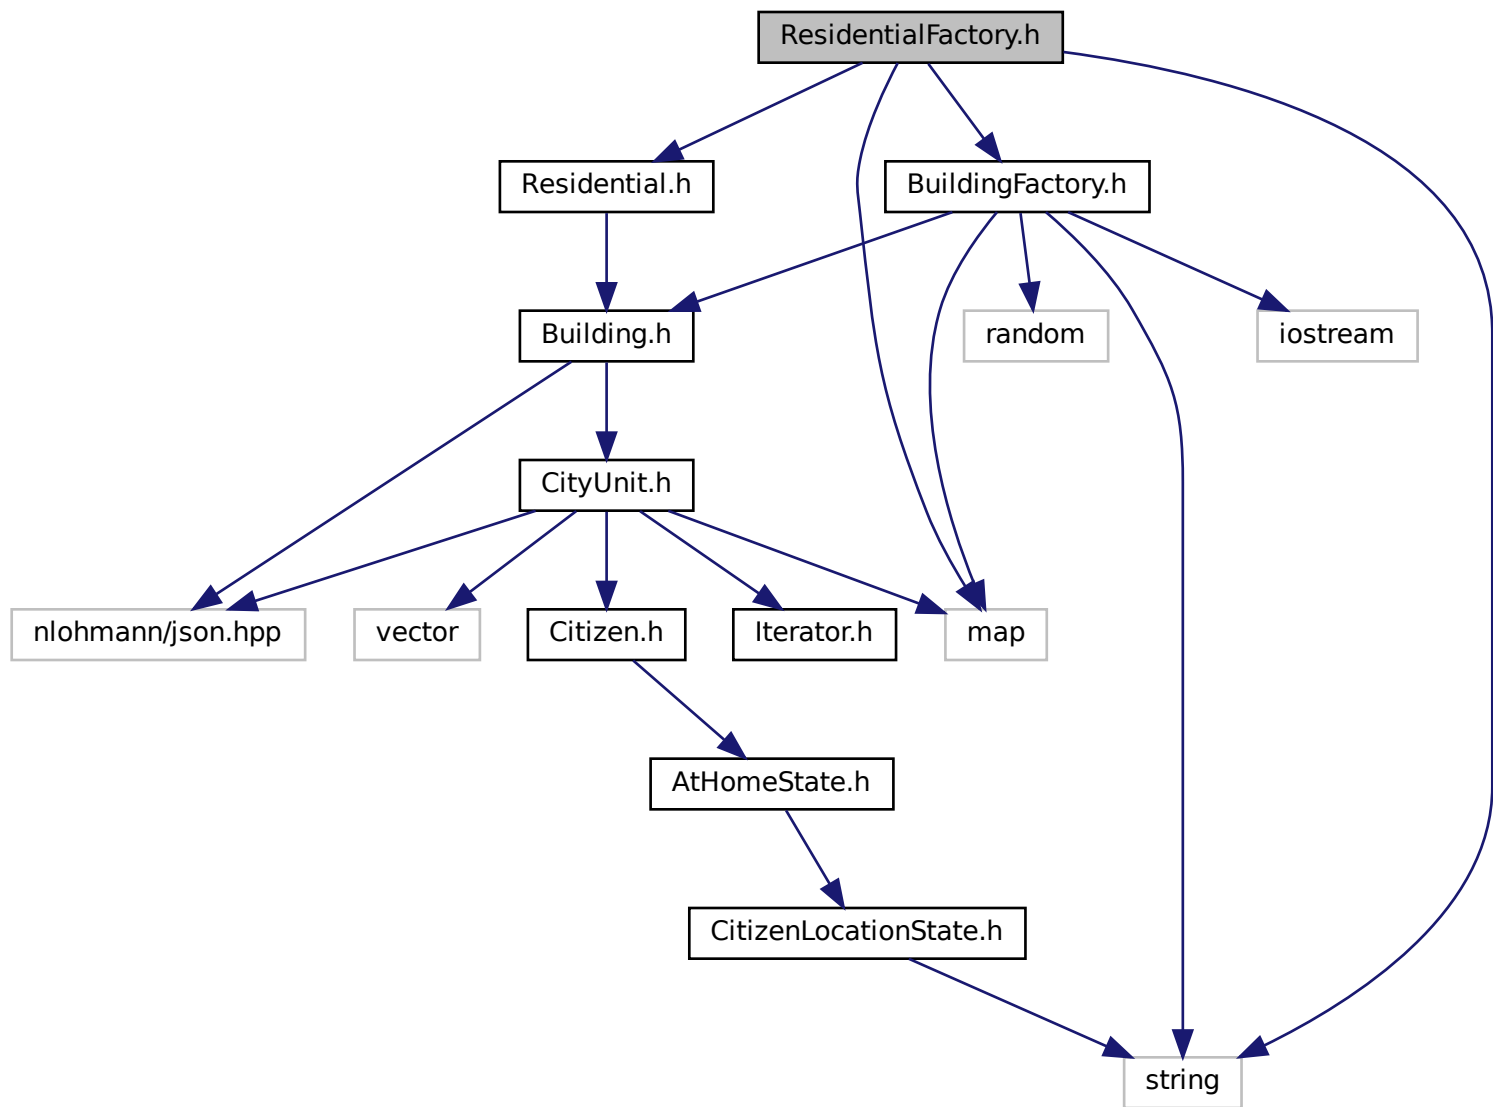 ResidentialFactory.h
Residential.h
BuildingFactory.h
Building.h
random
iostream
CityUnit.h
nlohmann/json.hpp
vector
Citizen.h
Iterator.h
map
AtHomeState.h
CitizenLocationState.h
string